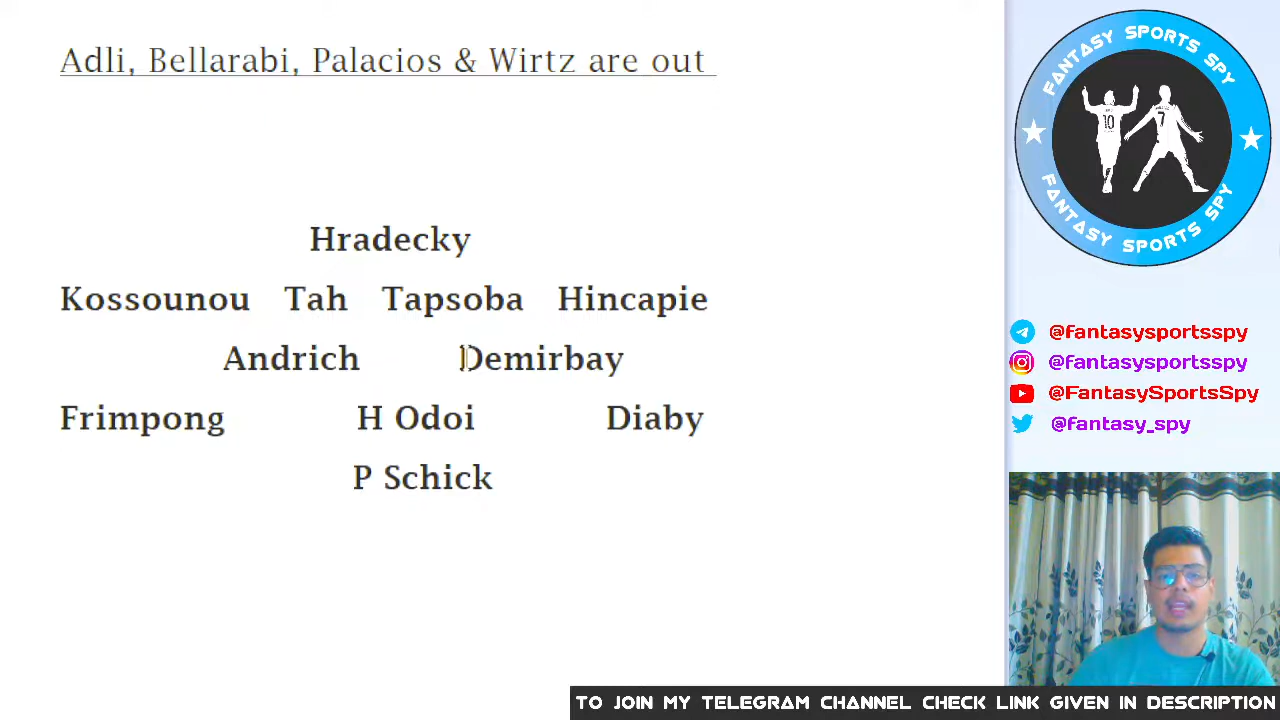 Adli, Bellarabi, Palacios & Wirtz are out
Hradecky
Kossounou Tah Tapsoba Hincapie
Andrich Demirbay
Frimpong H Odoi Diaby
P Schick
FANTASY SPORTS SPY
10
7
FANTASY SPORTS SPY
@fantasysportsspy
@fantasysportsspy
@FantasySportsSpy
@fantasy_spy
TO JOIN MY TELEGRAM CHANNEL CHECK LINK GIVEN IN DESCRIPTION